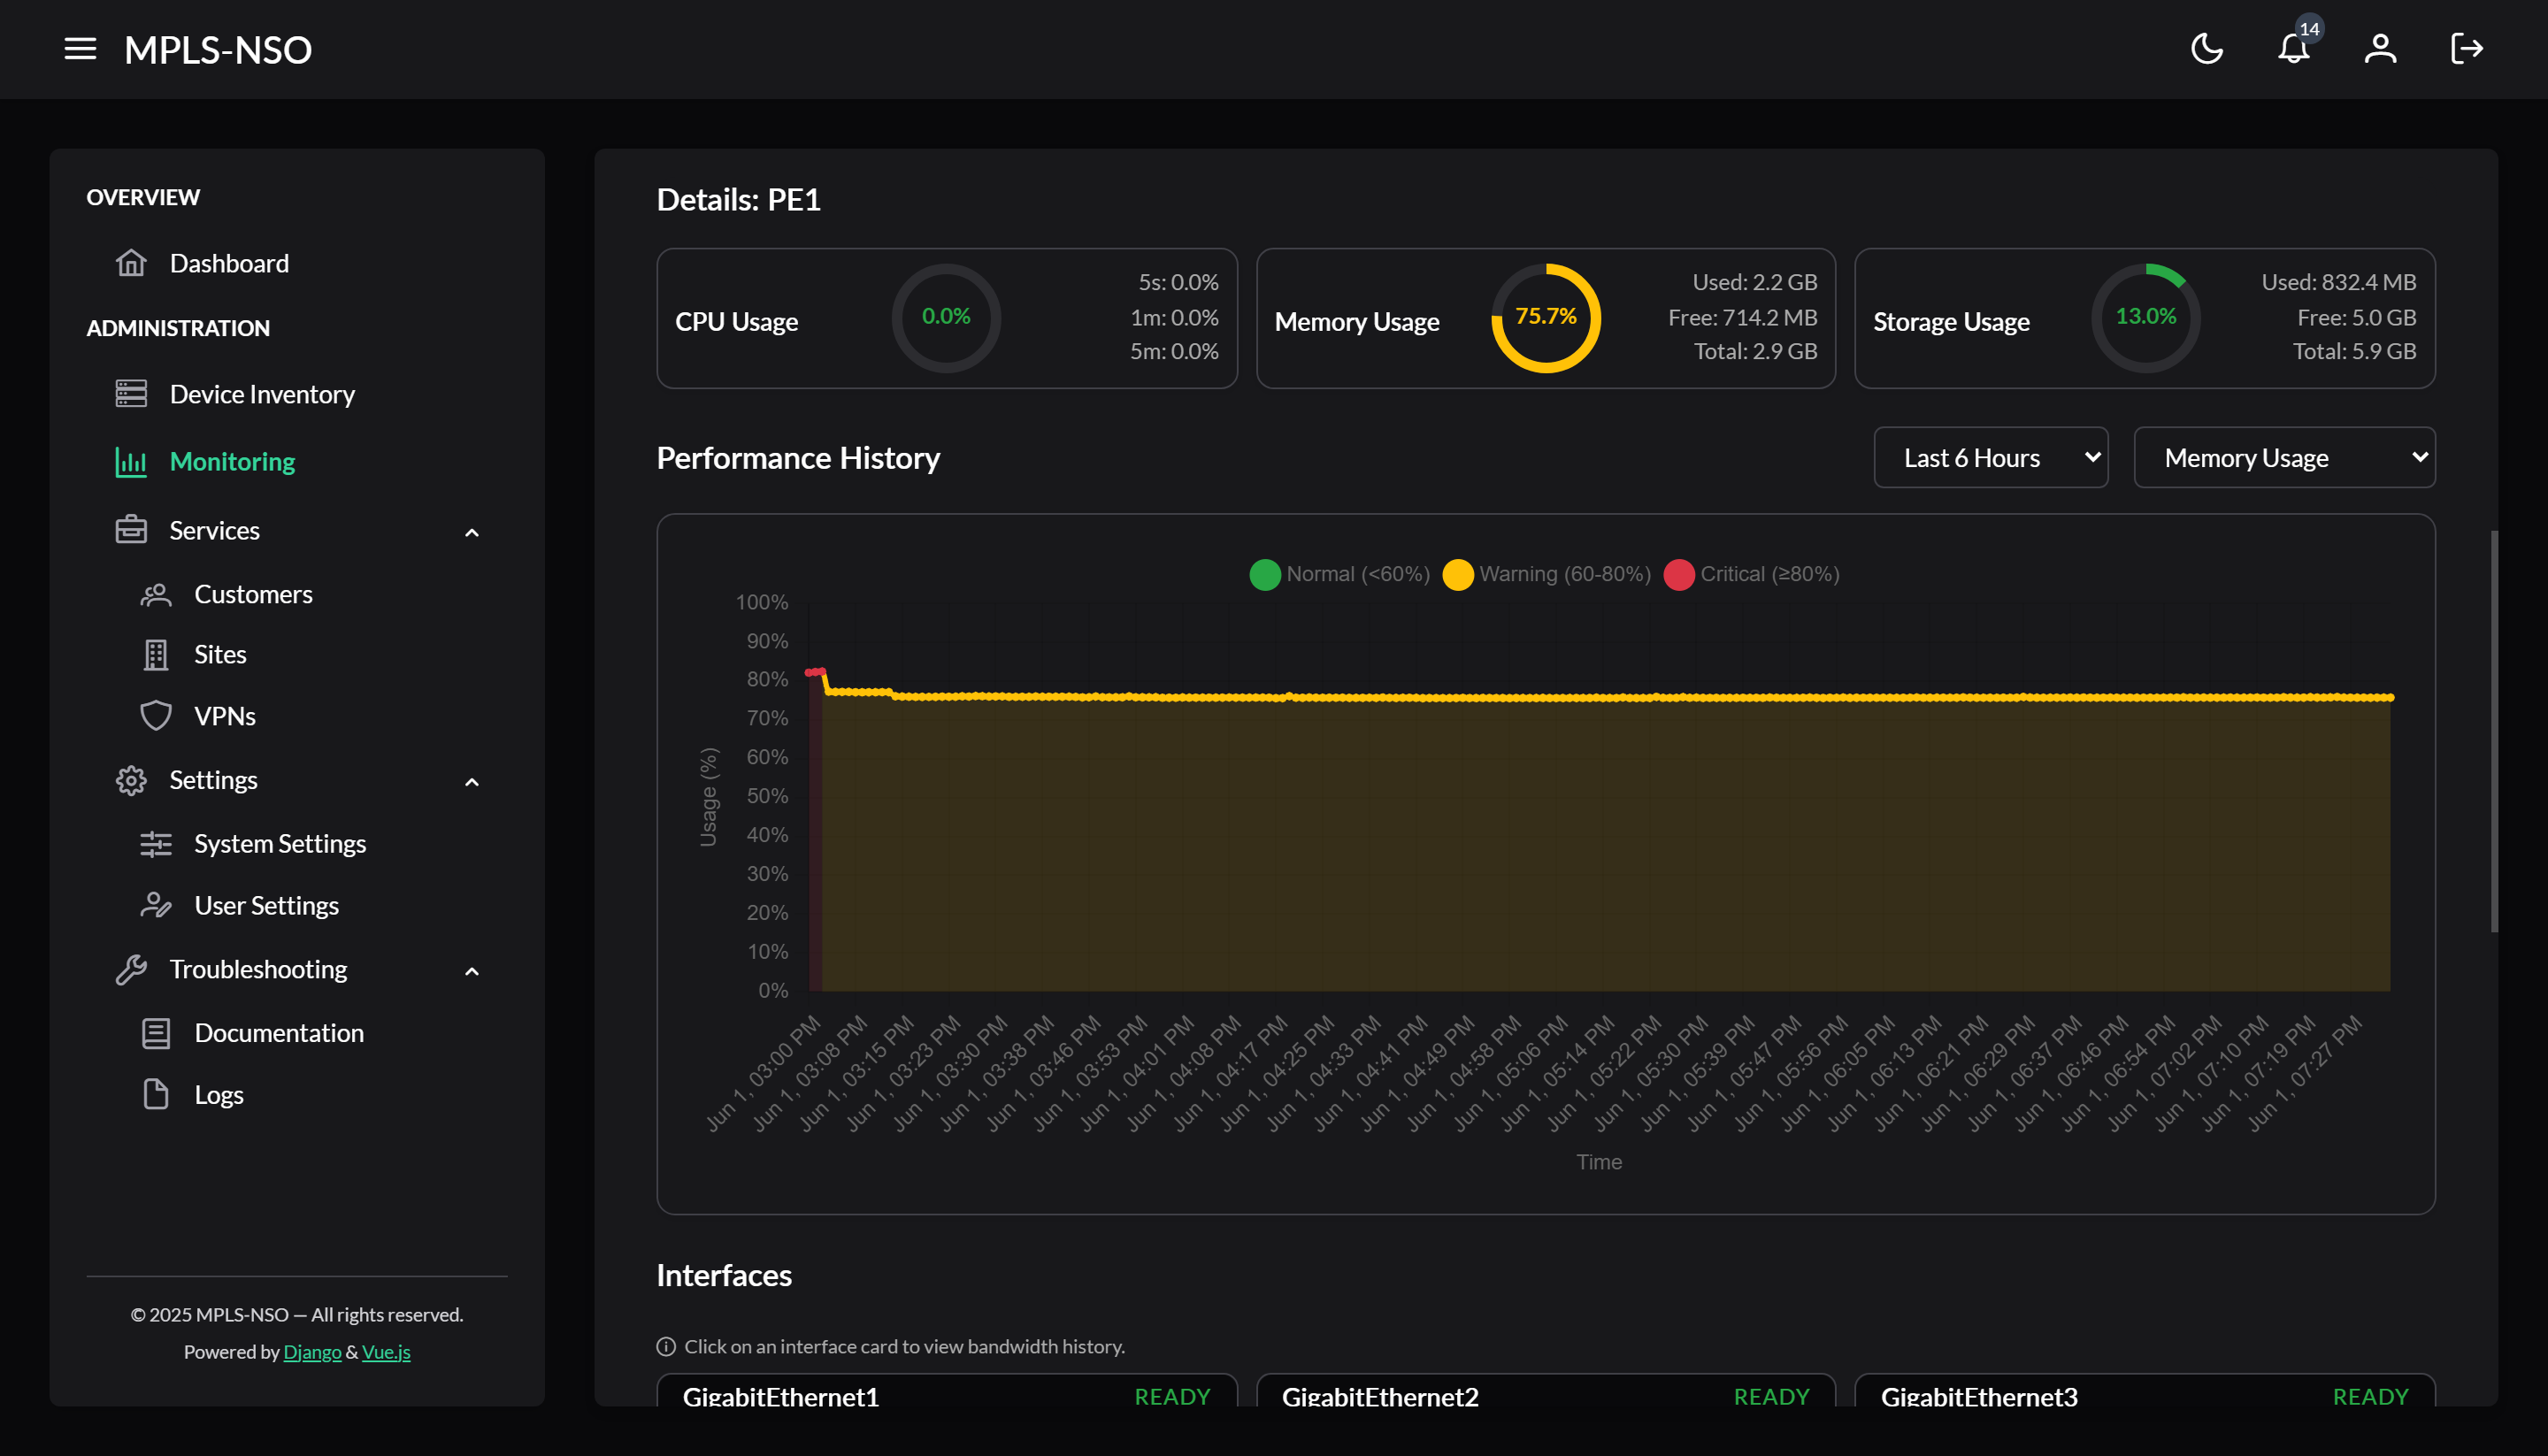 MPLS-NSO
14
OVERVIEW
Dashboard
ADMINISTRATION
Device Inventory
Monitoring
Services
Customers
Sites
VPNs
Settings
System Settings
User Settings
Troubleshooting
Documentation
Logs
© 2025 MPLS-NSO — All rights reserved.
Powered by Django & Vue.js
Details: PE1
CPU Usage
0.0%
5s: 0.0%
1m: 0.0%
5m: 0.0%
Memory Usage
75.7%
Used: 2.2 GB
Free: 714.2 MB
Total: 2.9 GB
Storage Usage
13.0%
Used: 832.4 MB
Free: 5.0 GB
Total: 5.9 GB
Performance History
Last 6 Hours
Memory Usage
Normal (<60%)
Warning (60-80%)
Critical (≥80%)
Usage (%)
100%
90%
80%
70%
60%
50%
40%
30%
20%
10%
0%
Jun 1, 03:00 PM
Jun 1, 03:08 PM
Jun 1, 03:15 PM
Jun 1, 03:23 PM
Jun 1, 03:30 PM
Jun 1, 03:38 PM
Jun 1, 03:46 PM
Jun 1, 03:53 PM
Jun 1, 04:01 PM
Jun 1, 04:08 PM
Jun 1, 04:17 PM
Jun 1, 04:25 PM
Jun 1, 04:33 PM
Jun 1, 04:41 PM
Jun 1, 04:49 PM
Jun 1, 04:58 PM
Jun 1, 05:06 PM
Jun 1, 05:14 PM
Jun 1, 05:22 PM
Jun 1, 05:30 PM
Jun 1, 05:39 PM
Jun 1, 05:47 PM
Jun 1, 05:56 PM
Jun 1, 06:05 PM
Jun 1, 06:13 PM
Jun 1, 06:21 PM
Jun 1, 06:29 PM
Jun 1, 06:37 PM
Jun 1, 06:46 PM
Jun 1, 06:54 PM
Jun 1, 07:02 PM
Jun 1, 07:10 PM
Jun 1, 07:19 PM
Jun 1, 07:27 PM
Time
Interfaces
Click on an interface card to view bandwidth history.
GigabitEthernet1
READY
GigabitEthernet2
READY
GigabitEthernet3
READY